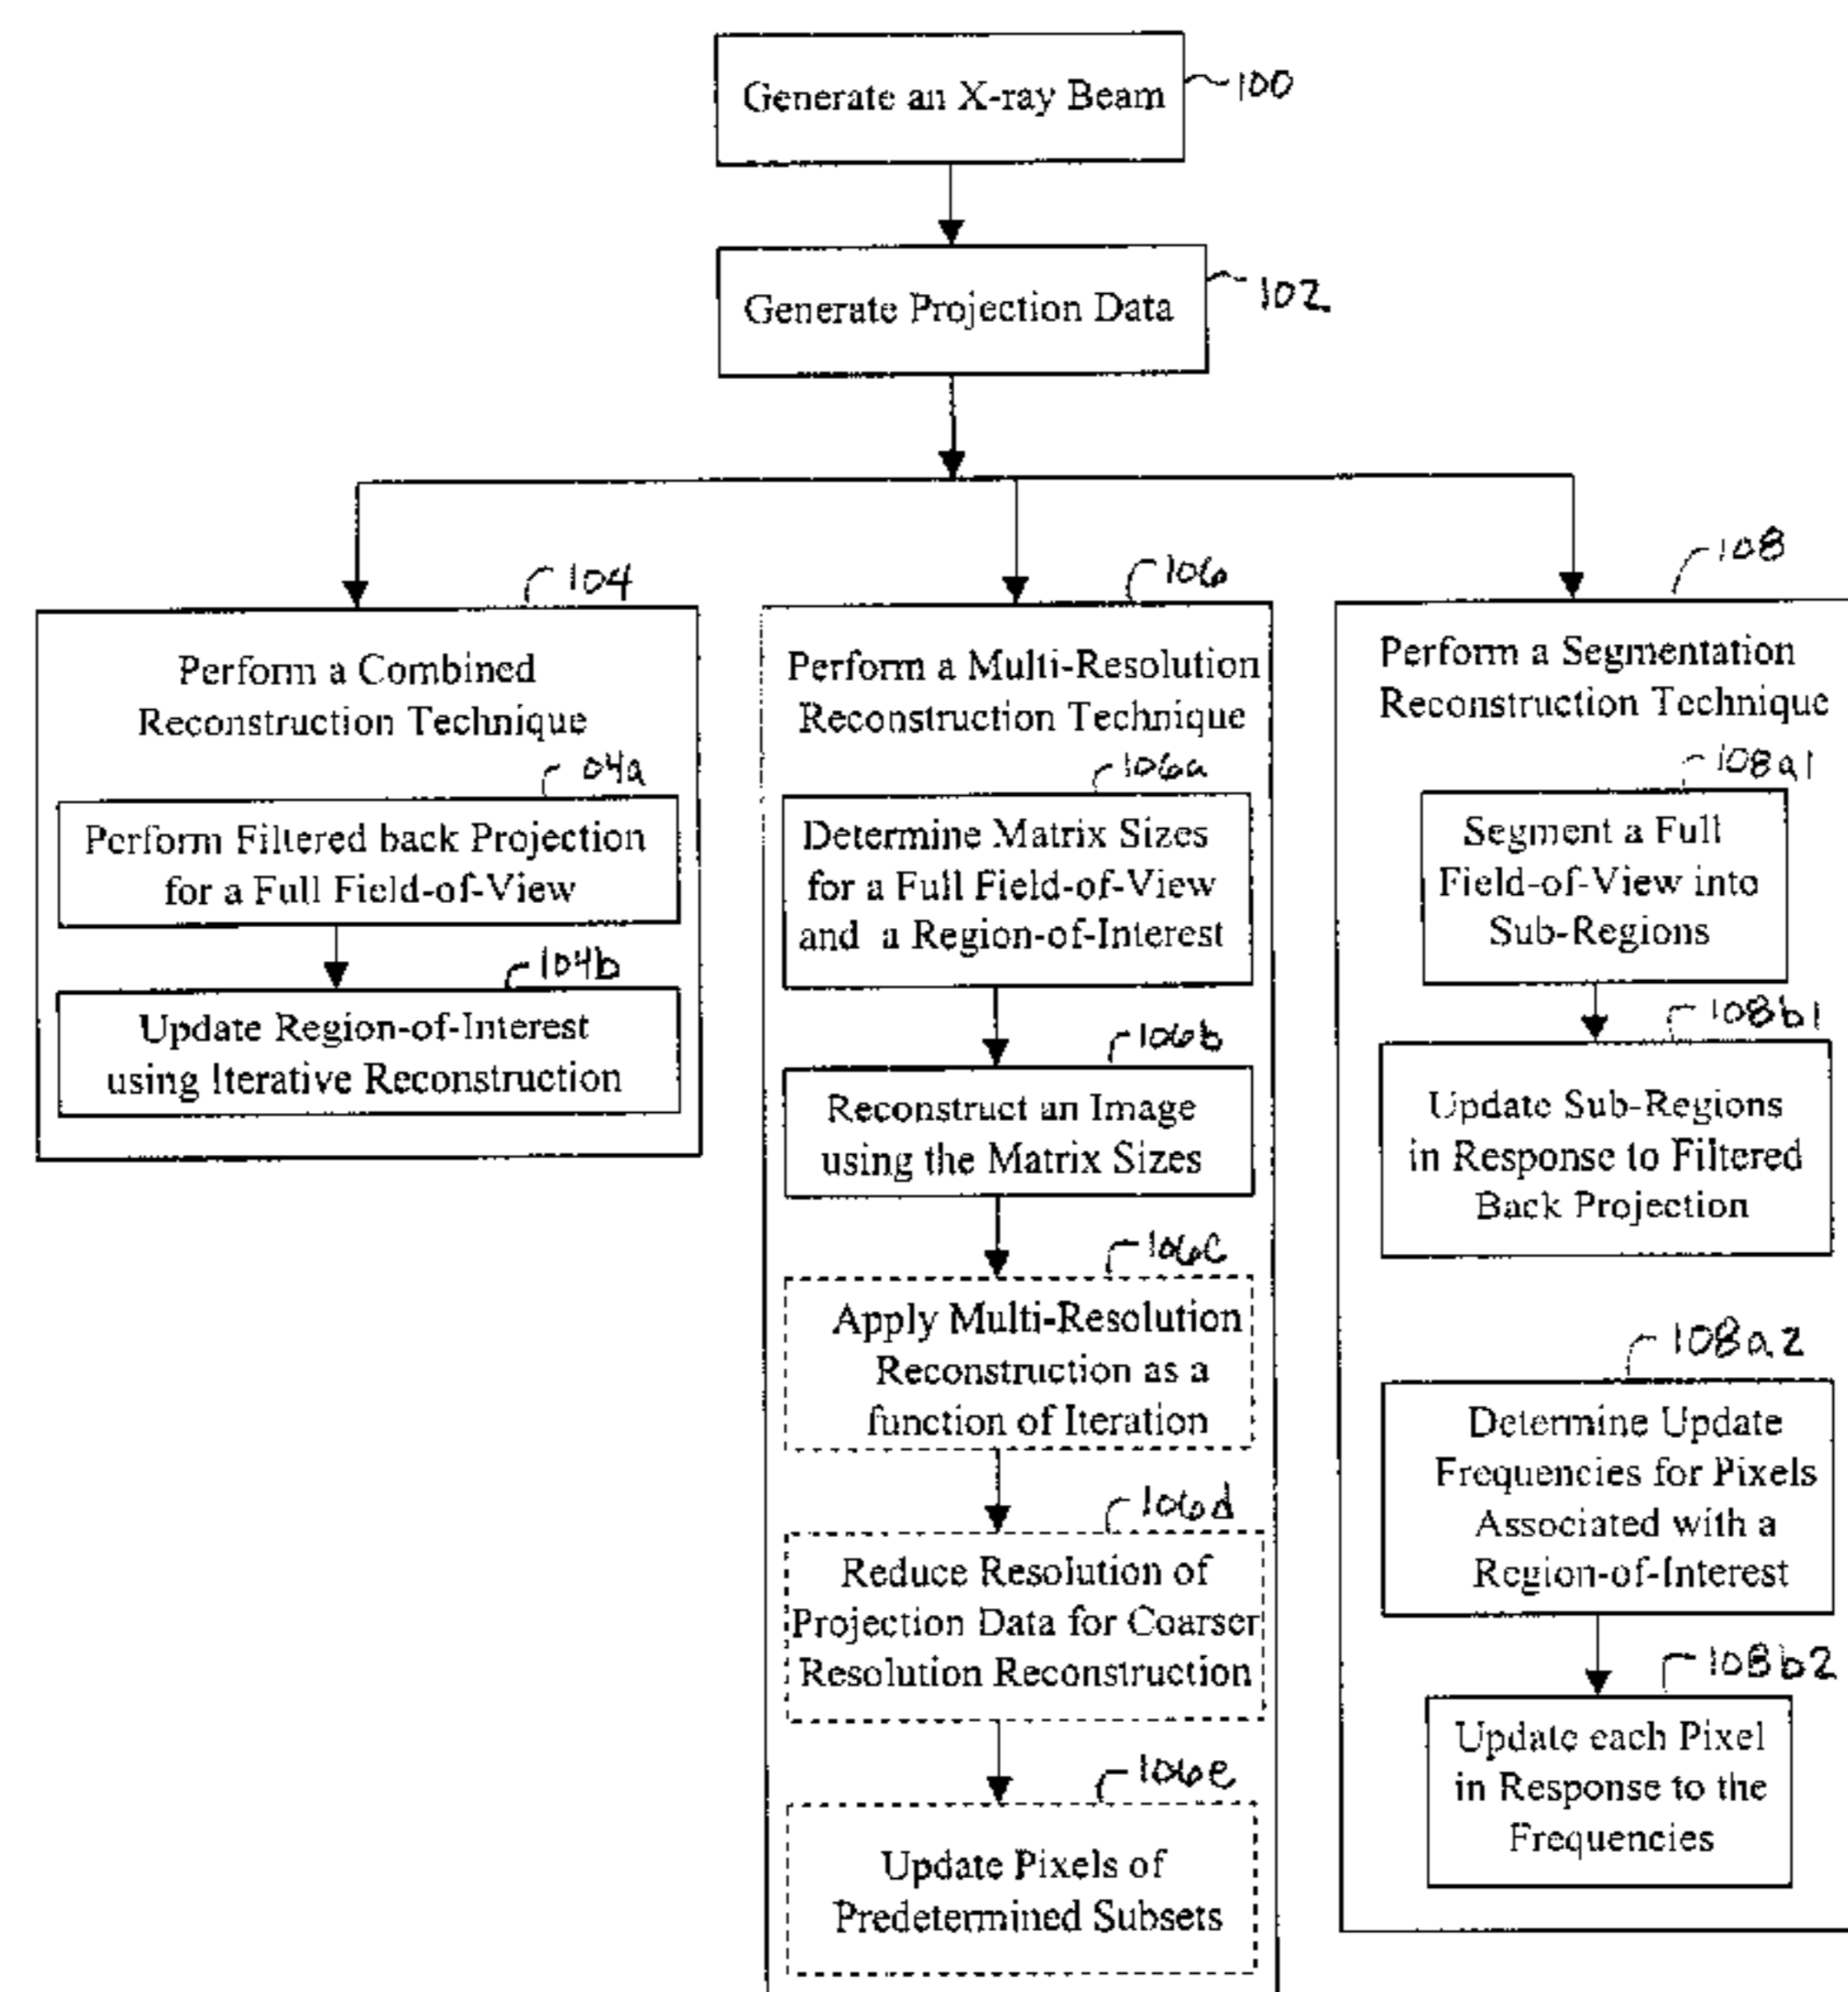 Generate an X-ray Beam
100
Generate Projection Data
102
104
Perform a Combined
Reconstruction Technique
04a
Perform Filtered back Projection
for a Full Field-of-View
104b
Update Region-of-Interest
using Iterative Reconstruction
106
Perform a Multi-Resolution
Reconstruction Technique
106a
Determine Matrix Sizes
for a Full Field-of-View
and a Region-of-Interest
106b
Reconstruct an Image
using the Matrix Sizes
106c
Apply Multi-Resolution
Reconstruction as a
function of Iteration
106d
Reduce Resolution of
Projection Data for Coarser
Resolution Reconstruction
106e
Update Pixels of
Predetermined Subsets
108
Perform a Segmentation
Reconstruction Technique
108a1
Segment a Full
Field-of-View into
Sub-Regions
108b1
Update Sub-Regions
in Response to Filtered
Back Projection
108a2
Determine Update
Frequencies for Pixels
Associated with a
Region-of-Interest
108b2
Update each Pixel
in Response to the
Frequencies